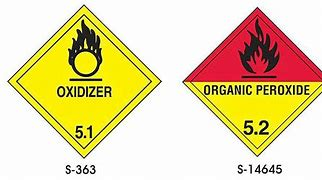 OXIDIZER
5.1
S-363
ORGANIC PEROXIDE
5.2
S-14645